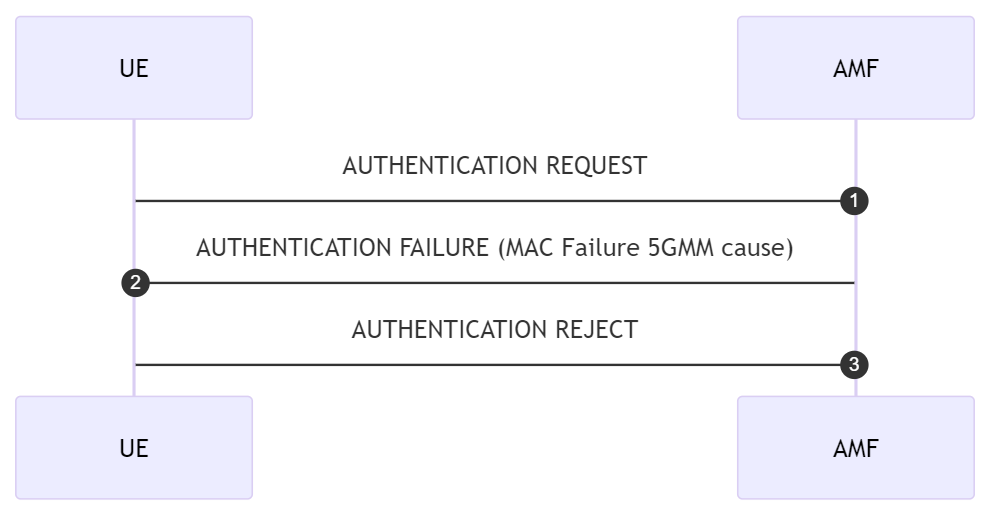 UE
AMF
AUTHENTICATION REQUEST
1
AUTHENTICATION FAILURE (MAC Failure 5GMM cause)
2
AUTHENTICATION REJECT
3
UE
AMF